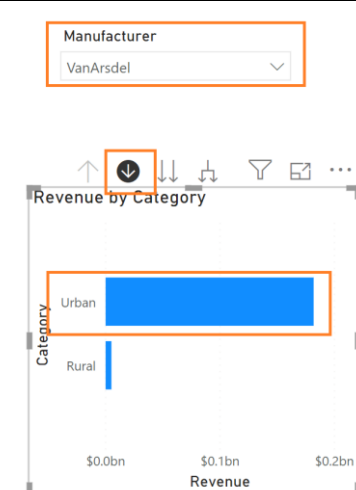 Manufacturer
VanArsdel
Revenue by Category
Urban
Category
Rural
$0.0bn $0.1bn $0.2bn
Revenue